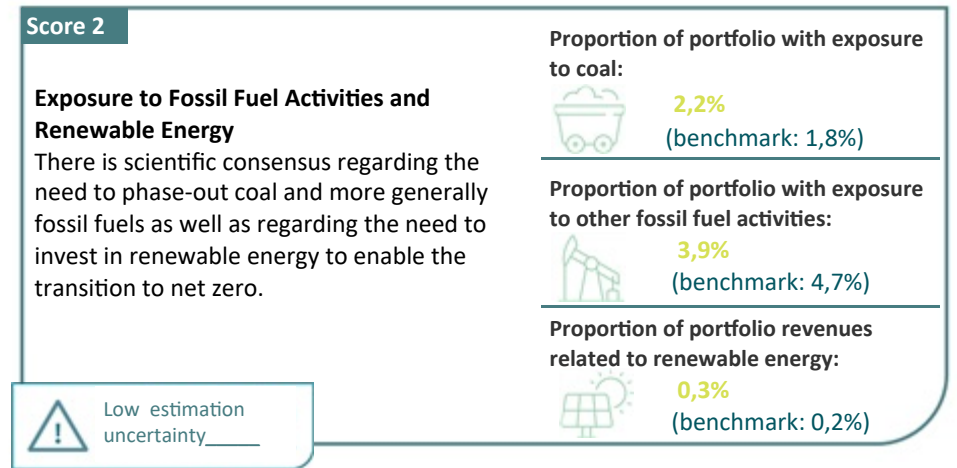 Score 2
Exposure to Fossil Fuel Activities and
Renewable Energy
There is scientific consensus regarding the
need to phase-out coal and more generally
fossil fuels as well as regarding the need to
invest in renewable energy to enable the
transition to net zero.
Low estimation
uncertainty_____
Proportion of portfolio with exposure
to coal:
2,2%
(benchmark: 1,8%)
Proportion of portfolio with exposure
to other fossil fuel activities:
3,9%
(benchmark: 4,7%)
Proportion of portfolio revenues
related to renewable energy:
0,3%
(benchmark: 0,2%)